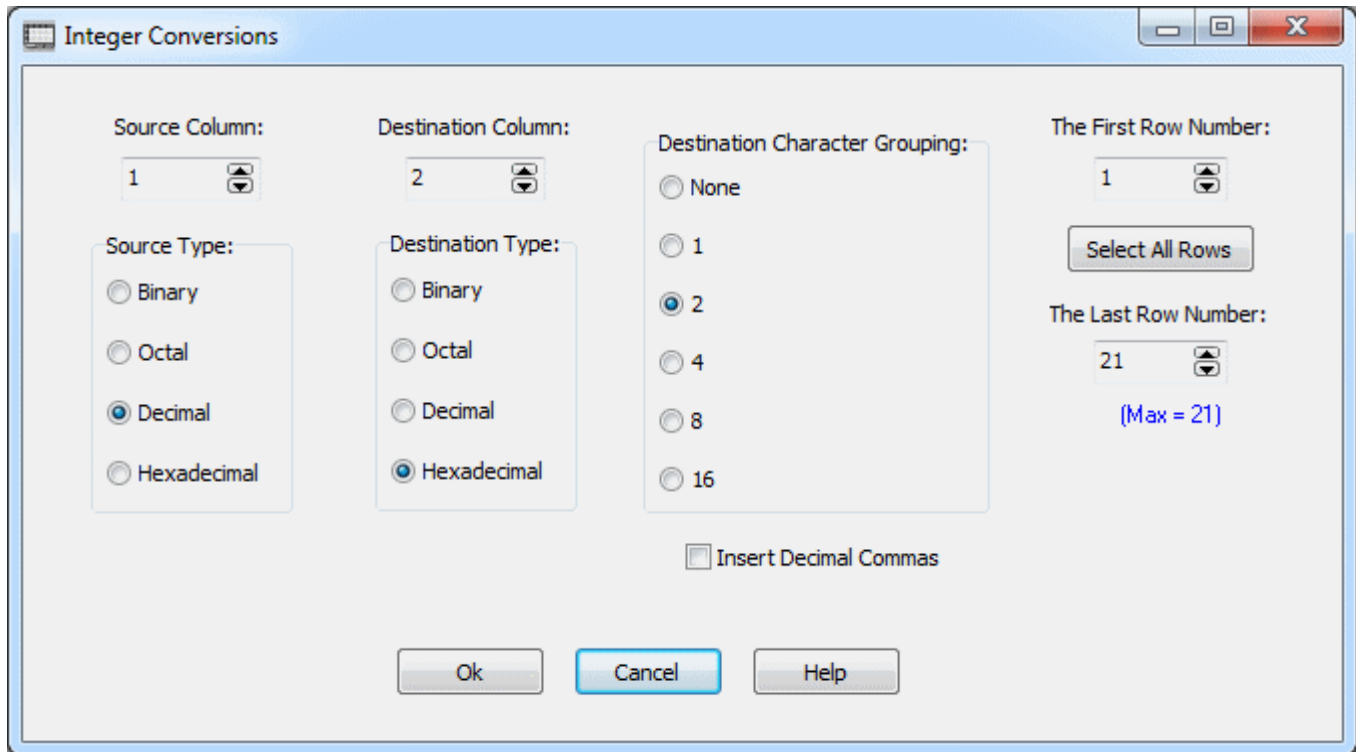 Integer Conversions
Source Column:
1
Destination Column:
2
Destination Character Grouping:
None
1
2
4
8
16
The First Row Number:
1
Select All Rows
The Last Row Number:
21
(Max = 21)
Source Type:
Binary
Octal
Decimal
Hexadecimal
Destination Type:
Binary
Octal
Decimal
Hexadecimal
Insert Decimal Commas
Ok
Cancel
Help